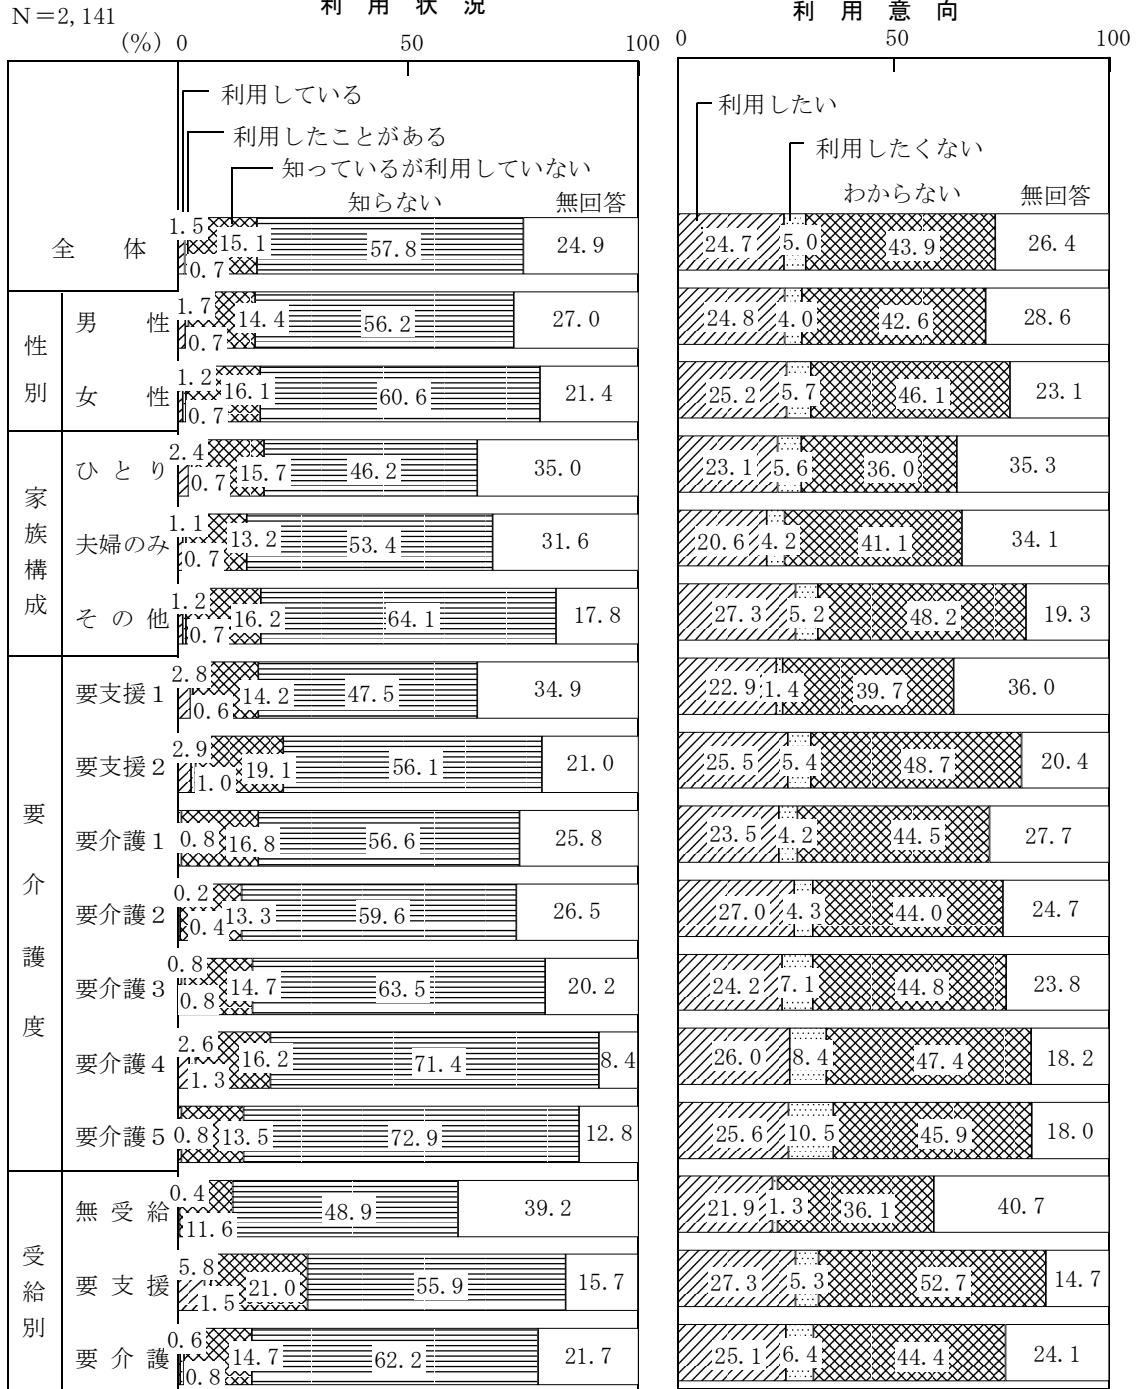 利用状況
利用意向
N=2,141
(%) 0 50 100
0 50 100
利用している
利用したことがある
知っているが利用していない
知らない
無回答
利用したい
利用したくない
わからない
無回答
全体 1.5 0.7 15.1 57.8 24.9 24.7 5.0 43.9 26.4
性別
男性 1.7 0.7 14.4 56.2 27.0 24.8 4.0 42.6 28.6
女性 1.2 0.7 16.1 60.6 21.4 25.2 5.7 46.1 23.1
家族構成
ひとり 2.4 0.7 15.7 46.2 35.0 23.1 5.6 36.0 35.3
夫婦のみ 1.1 0.7 13.2 53.4 31.6 20.6 4.2 41.1 34.1
その他 1.2 0.7 16.2 64.1 17.8 27.3 5.2 48.2 19.3
要介護度
要支援1 2.8 0.6 14.2 47.5 34.9 22.9 1.4 39.7 36.0
要支援2 2.9 1.0 19.1 56.1 21.0 25.5 5.4 48.7 20.4
要介護1 0.8 16.8 56.6 25.8 23.5 4.2 44.5 27.7
要介護2 0.2 0.4 13.3 59.6 26.5 27.0 4.3 44.0 24.7
要介護3 0.8 0.8 14.7 63.5 20.2 24.2 7.1 44.8 23.8
要介護4 2.6 1.3 16.2 71.4 8.4 26.0 8.4 47.4 18.2
要介護5 0.8 13.5 72.9 12.8 25.6 10.5 45.9 18.0
受給別
無受給 0.4 11.6 48.9 39.2 21.9 1.3 36.1 40.7
要支援 5.8 1.5 21.0 55.9 15.7 27.3 5.3 52.7 14.7
要介護 0.6 0.8 14.7 62.2 21.7 25.1 6.4 44.4 24.1